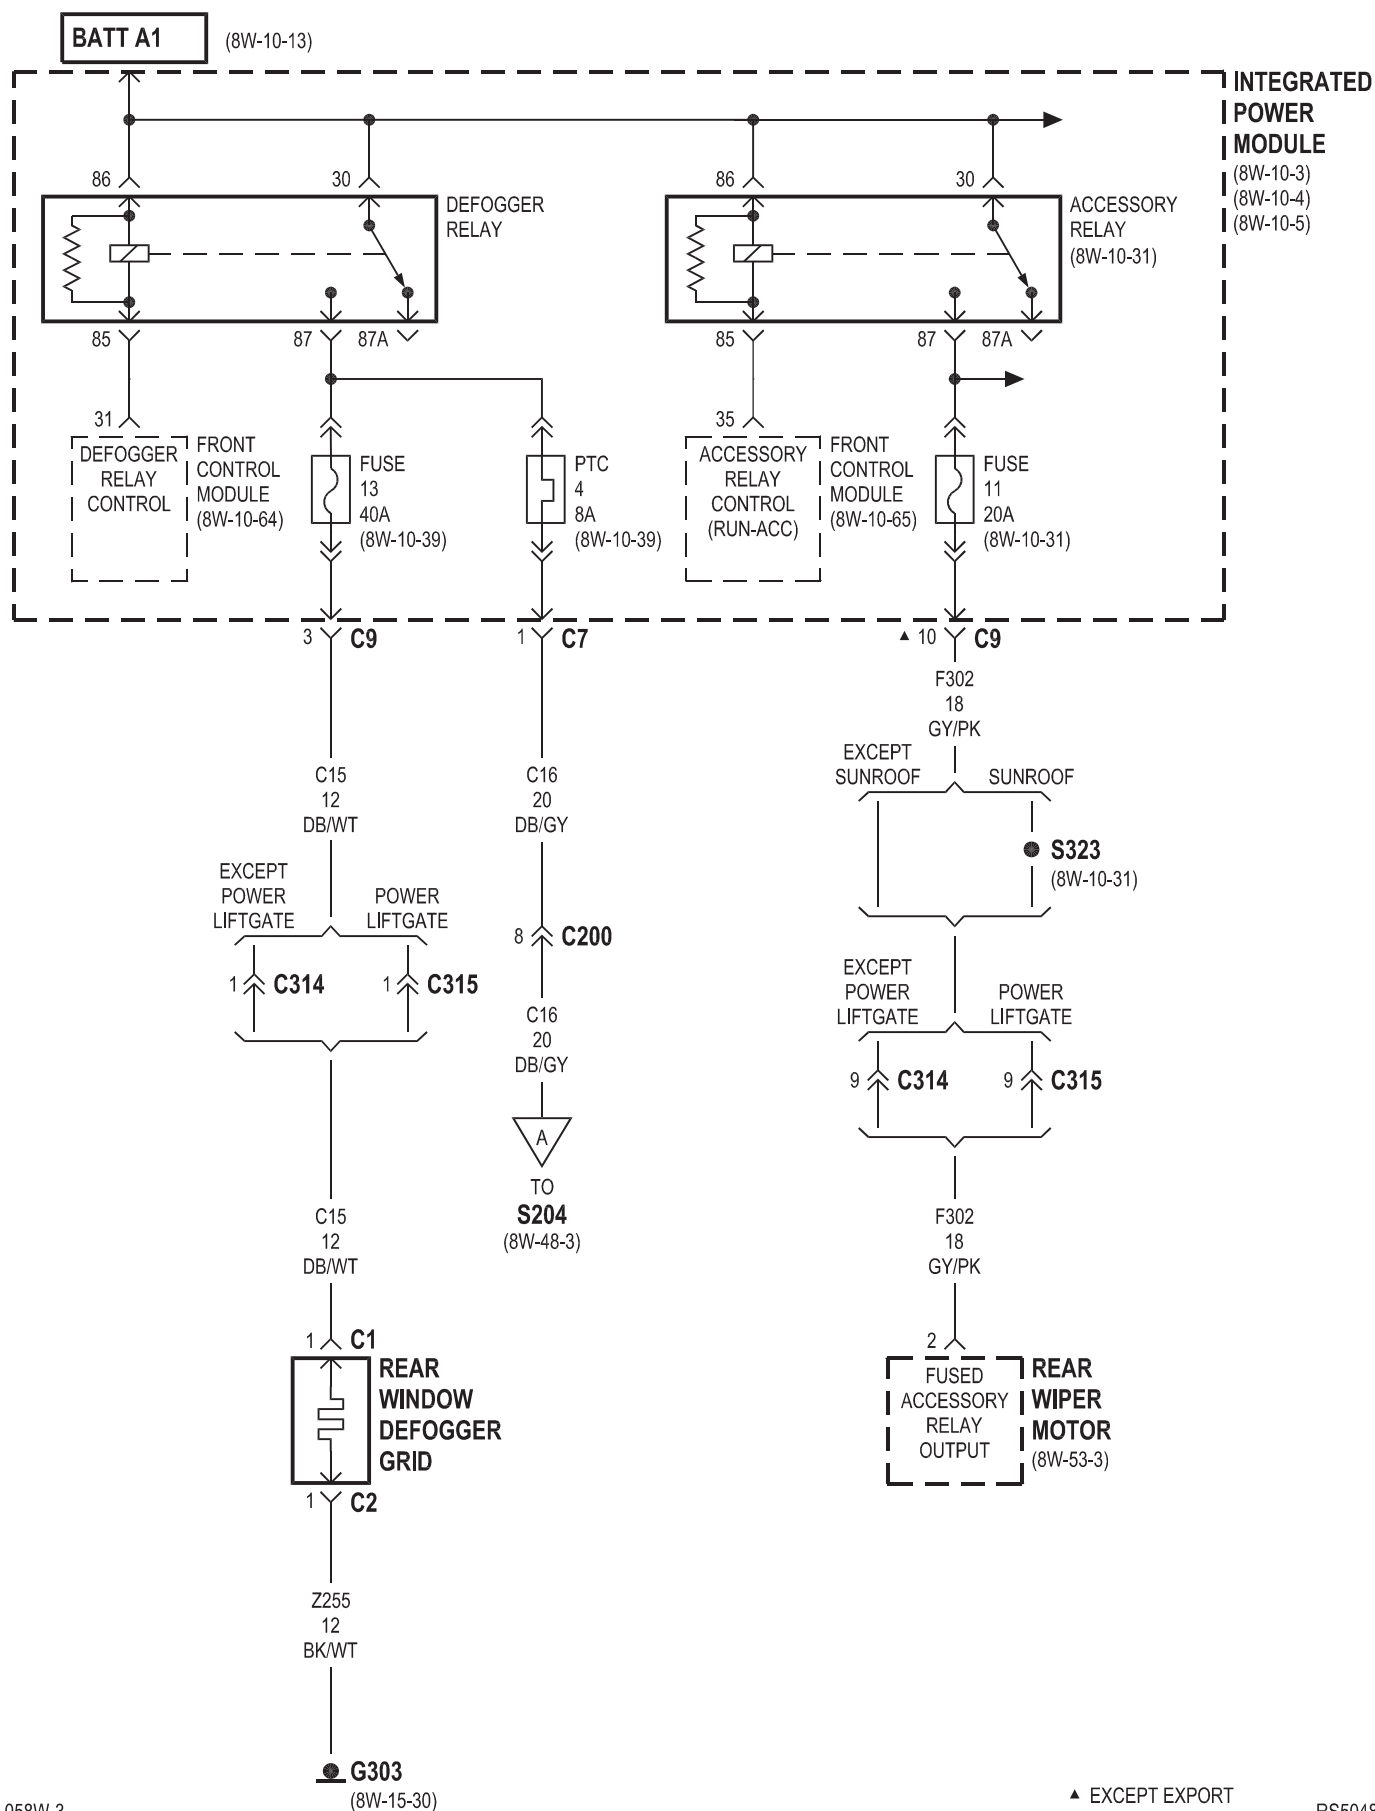 BATT A1 (8W-10-13)
INTEGRATED
POWER
MODULE
(8W-10-3)
(8W-10-4)
(8W-10-5)
86
30
DEFOGGER
RELAY
86
30
ACCESSORY
RELAY
(8W-10-31)
85
87
87A
85
87
87A
31
DEFOGGER
RELAY
CONTROL
FRONT
CONTROL
MODULE
(8W-10-64)
FUSE
13
40A
(8W-10-39)
PTC
4
8A
(8W-10-39)
35
ACCESSORY
RELAY
CONTROL
(RUN-ACC)
FRONT
CONTROL
MODULE
(8W-10-65)
FUSE
11
20A
(8W-10-31)
3 C9
1 C7
▲ 10 C9
F302
18
GY/PK
EXCEPT
SUNROOF
SUNROOF
C15
12
DB/WT
C16
20
DB/GY
S323
(8W-10-31)
EXCEPT
POWER
LIFTGATE
POWER
LIFTGATE
8 C200
1 C314
1 C315
EXCEPT
POWER
LIFTGATE
POWER
LIFTGATE
C16
20
DB/GY
9 C314
9 C315
A
TO
S204
(8W-48-3)
C15
12
DB/WT
F302
18
GY/PK
1 C1
REAR
WINDOW
DEFOGGER
GRID
1 C2
2
FUSED
ACCESSORY
RELAY
OUTPUT
REAR
WIPER
MOTOR
(8W-53-3)
Z255
12
BK/WT
G303
(8W-15-30)
▲ EXCEPT EXPORT